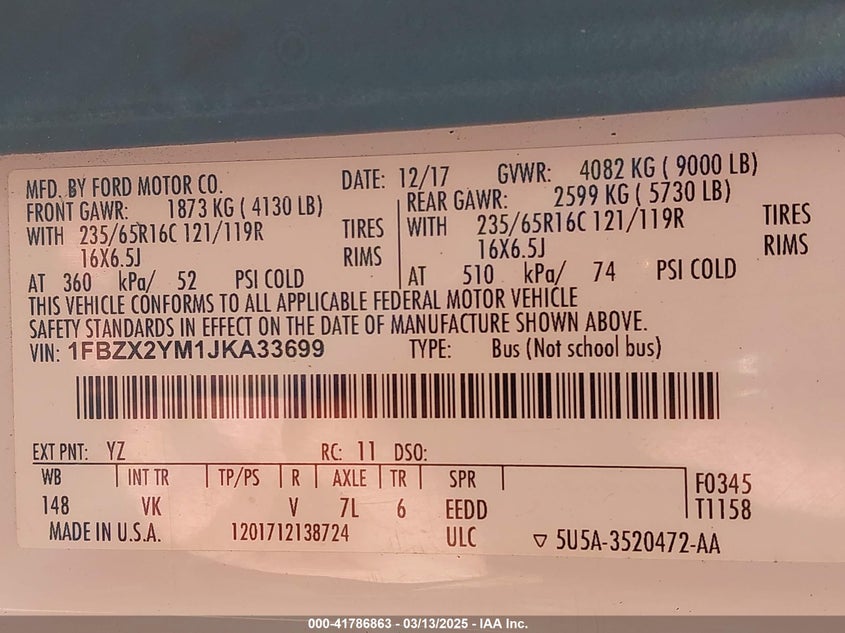 MFD. BY FORD MOTOR CO. DATE: 12/17 GVWR: 4082 KG ( 9000 LB)
FRONT GAWR: 1873 KG ( 4130 LB) REAR GAWR: 2599 KG ( 5730 LB)
WITH 235/65R16C 121/119R TIRES WITH 235/65R16C 121/119R TIRES
16X6.5J RIMS 16X6.5J RIMS
AT 360 kPa/ 52 PSI COLD AT 510 kPa/ 74 PSI COLD
THIS VEHICLE CONFORMS TO ALL APPLICABLE FEDERAL MOTOR VEHICLE
SAFETY STANDARDS IN EFFECT ON THE DATE OF MANUFACTURE SHOWN ABOVE.
VIN: 1FBZX2YM1JKA33699 TYPE: Bus (Not school bus)
EXT PNT: YZ RC: 11 DSO:
WB INT TR TP/PS R AXLE TR SPR F0345
148 VK V 7L 6 EEDD T1158
MADE IN U.S.A. 1201712138724 ULC ▽ 5U5A-3520472-AA
000-41786863 - 03/13/2025 - IAA Inc.